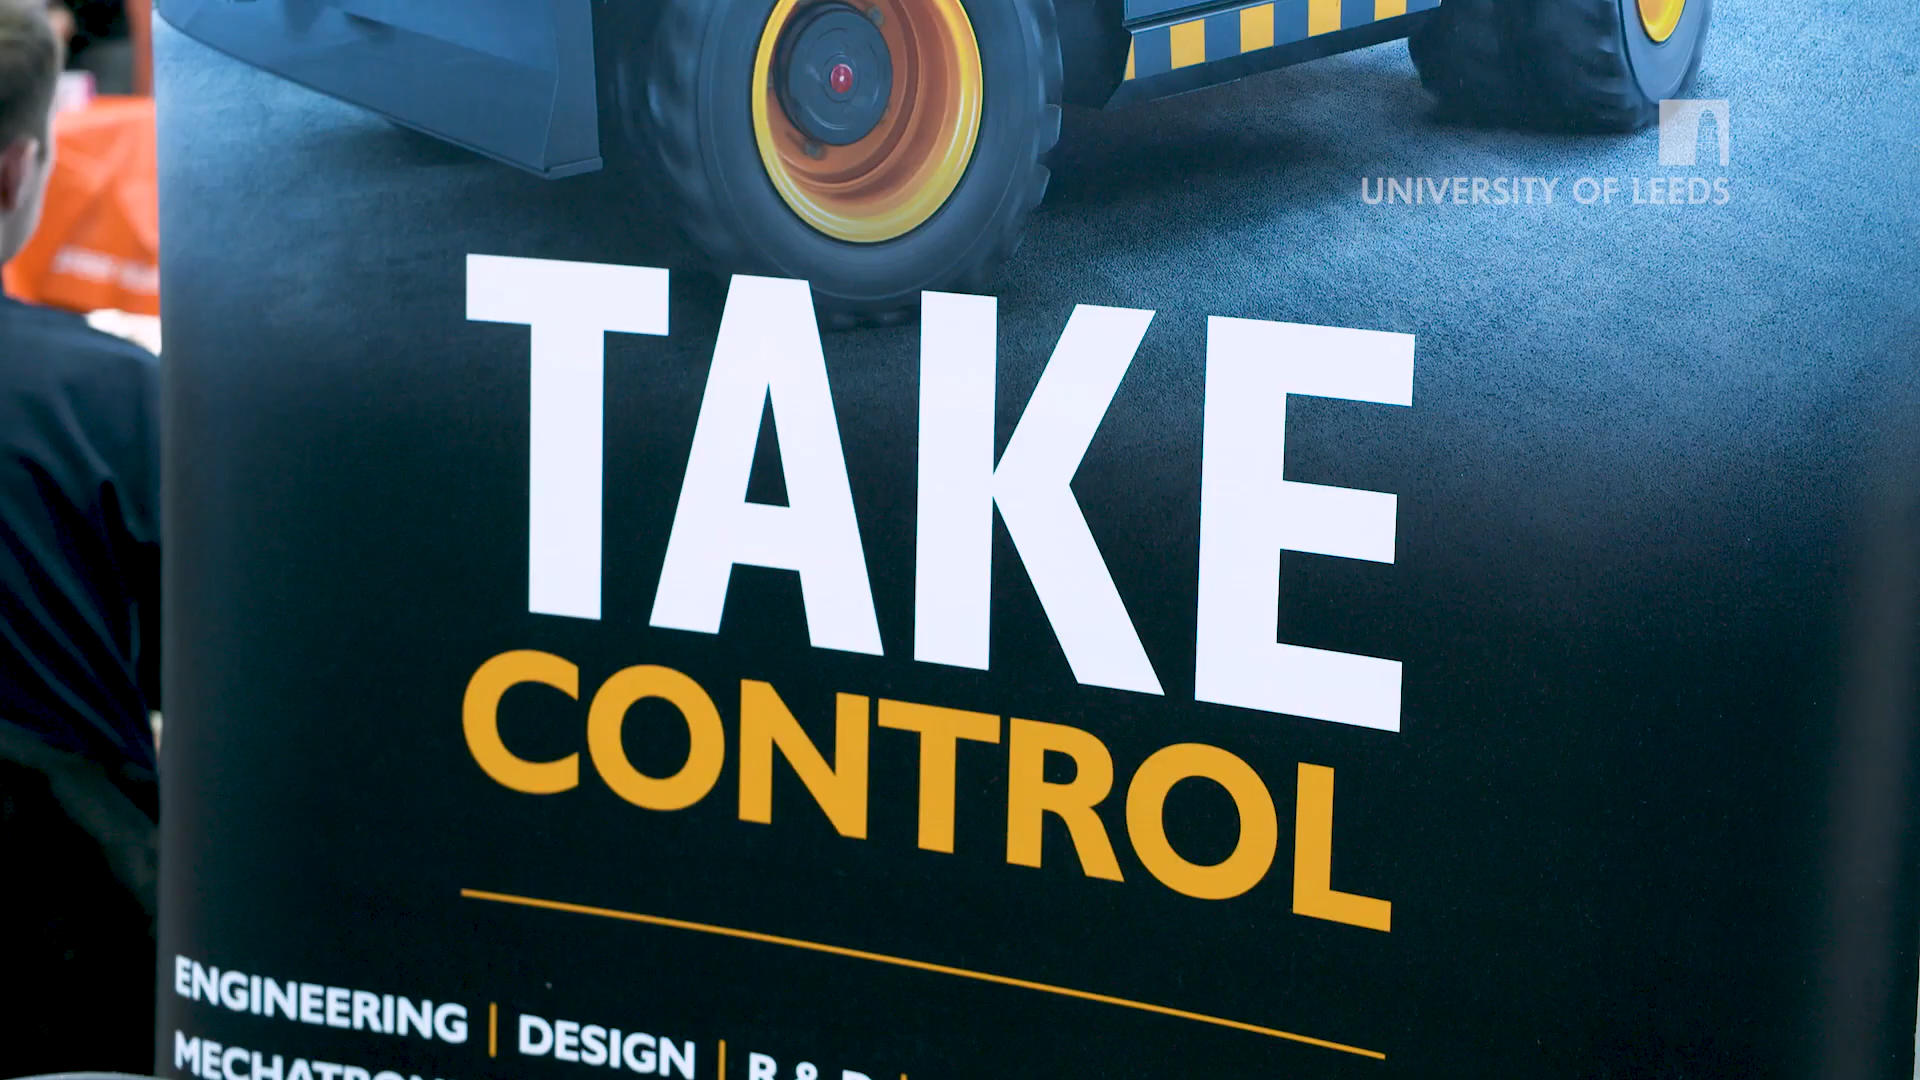 UNIVERSITY OF LEEDS
TAKE
CONTROL
ENGINEERING | DESIGN | R & D |